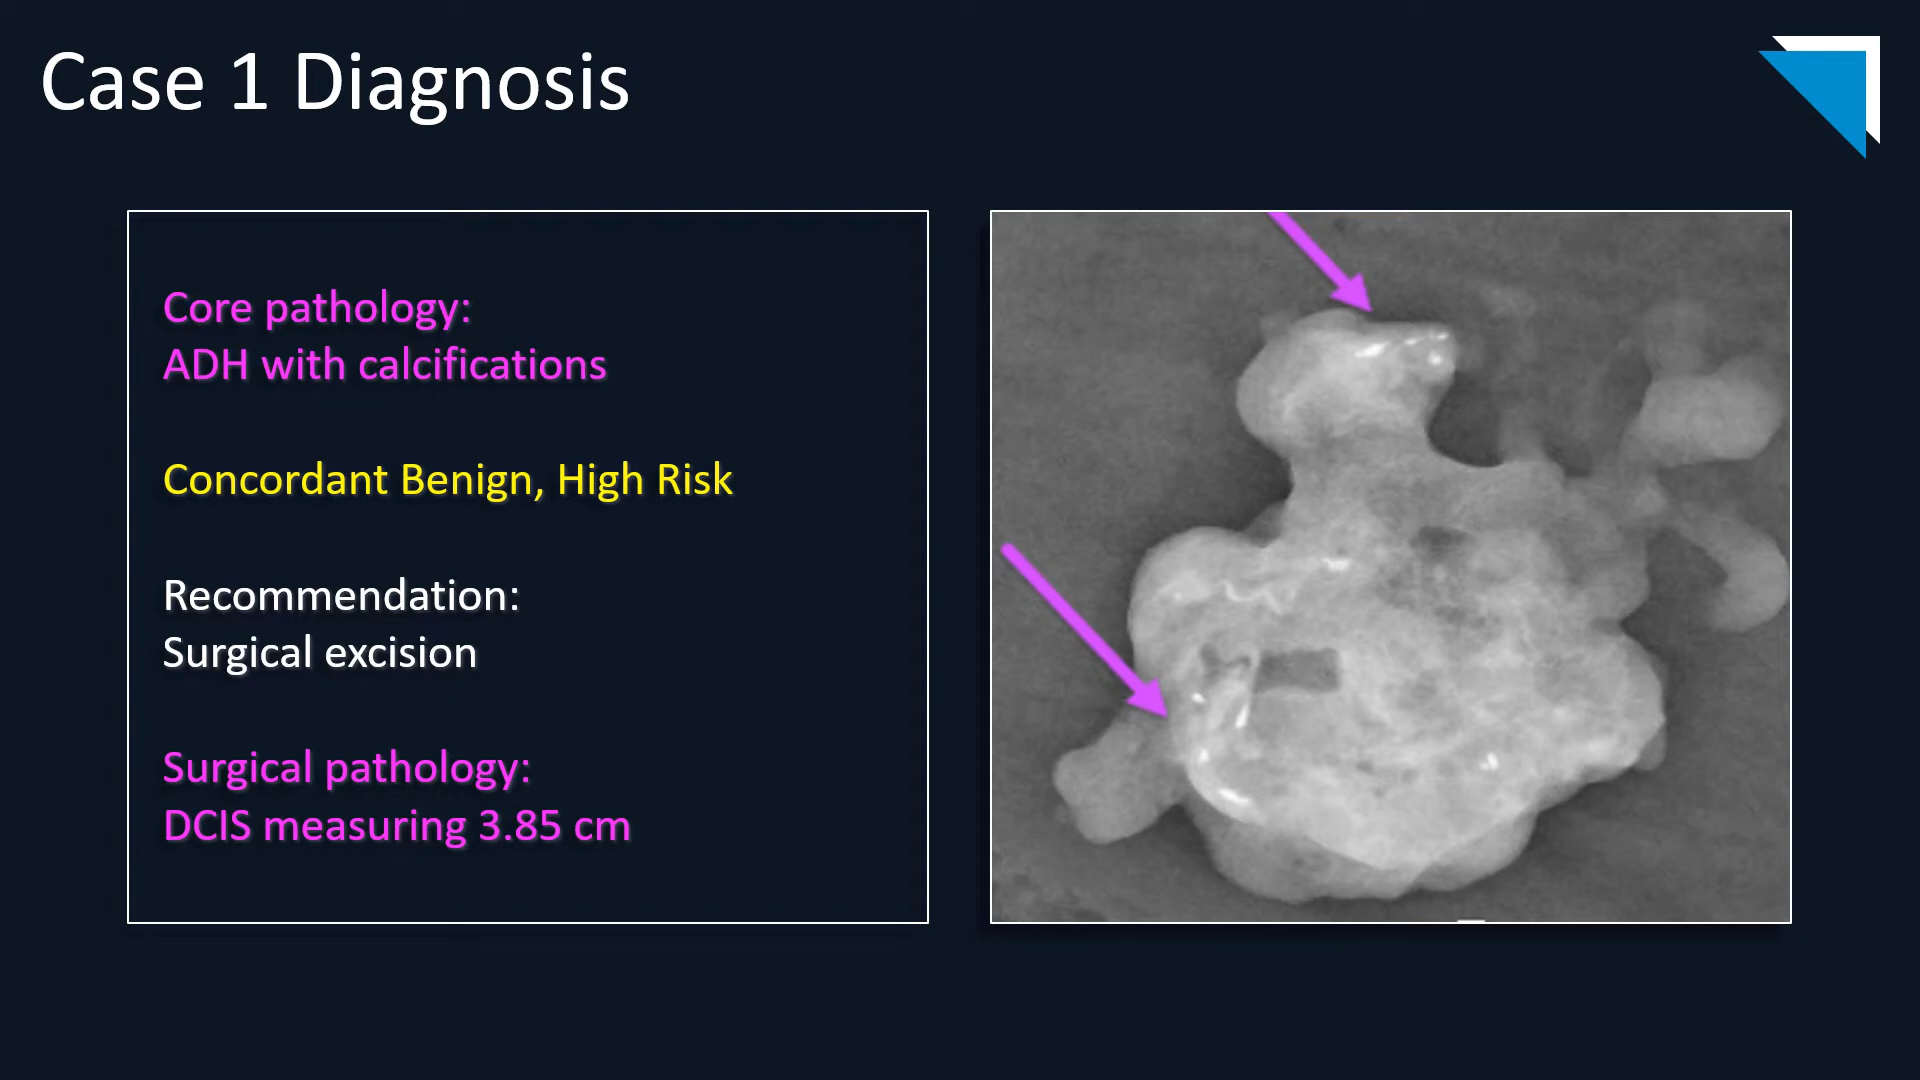 Case 1 Diagnosis
Core pathology:
ADH with calcifications
Concordant Benign, High Risk
Recommendation:
Surgical excision
Surgical pathology:
DCIS measuring 3.85 cm